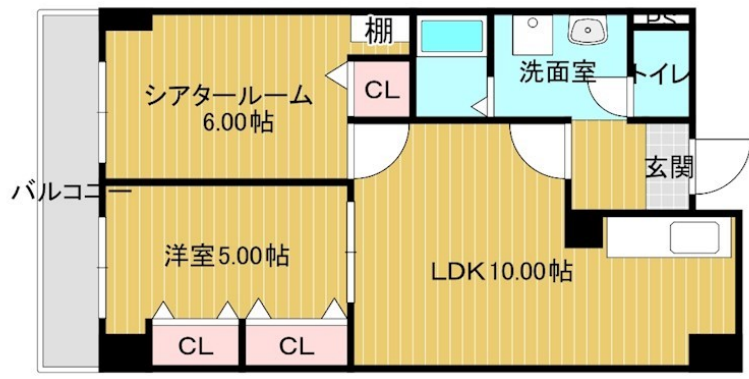 PS
棚
洗面室
トイレ
CL
シアタールーム
6.00帖
玄関
バルコニー
洋室5.00帖
LDK10.00帖
CL
CL